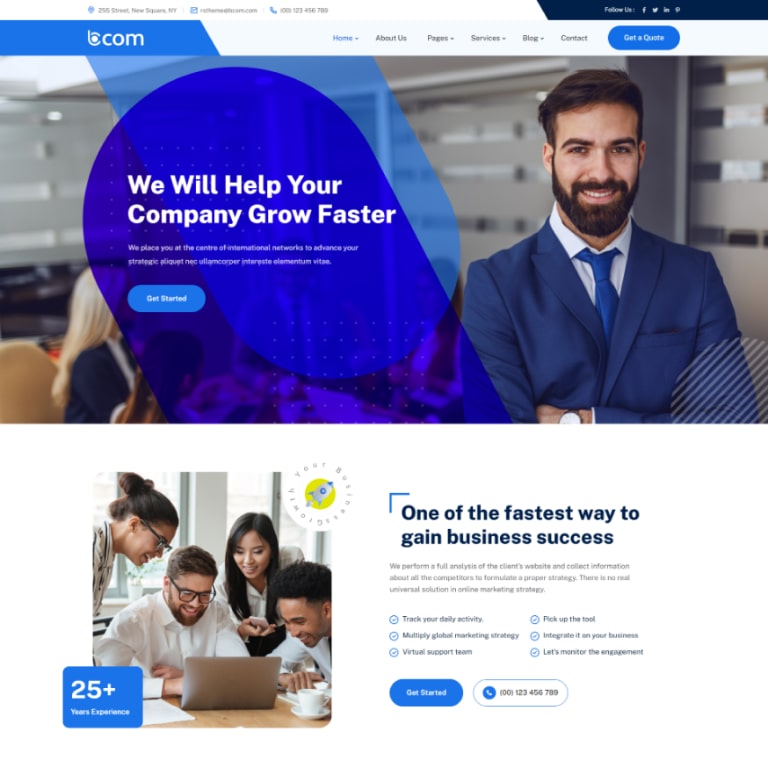 255 Street, New Square, NY
rstheme@bcom.com
(00) 123 456 789
Follow Us :
bcom
Home
About Us
Pages
Services
Blog
Contact
Get a Quote
We Will Help Your
Company Grow Faster
We place you at the centre of international networks to advance your
strategic aliquet nec ullamcorper interoste elementum vitae.
Get Started
Growth Your Business
25+
Years Experience
One of the fastest way to
gain business success
We perform a full analysis of the client's website and collect information
about all the competitors to formulate a proper strategy. There is no real
universal solution in online marketing strategy.
Track your daily activity.
Pick up the tool
Multiply global marketing strategy
Integrate it on your business
Virtual support team
Let's monitor the engagement
Get Started
(00) 123 456 789